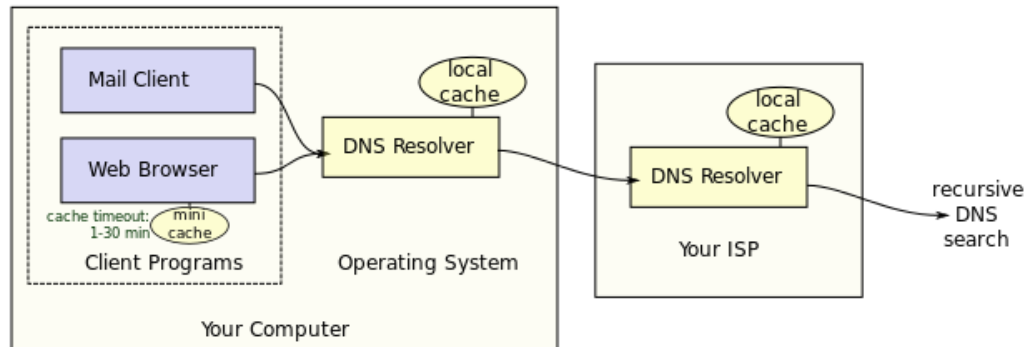 Mail Client
Web Browser
cache timeout:
1-30 min
mini
cache
Client Programs
local
cache
DNS Resolver
Operating System
Your Computer
local
cache
DNS Resolver
Your ISP
recursive
DNS
search